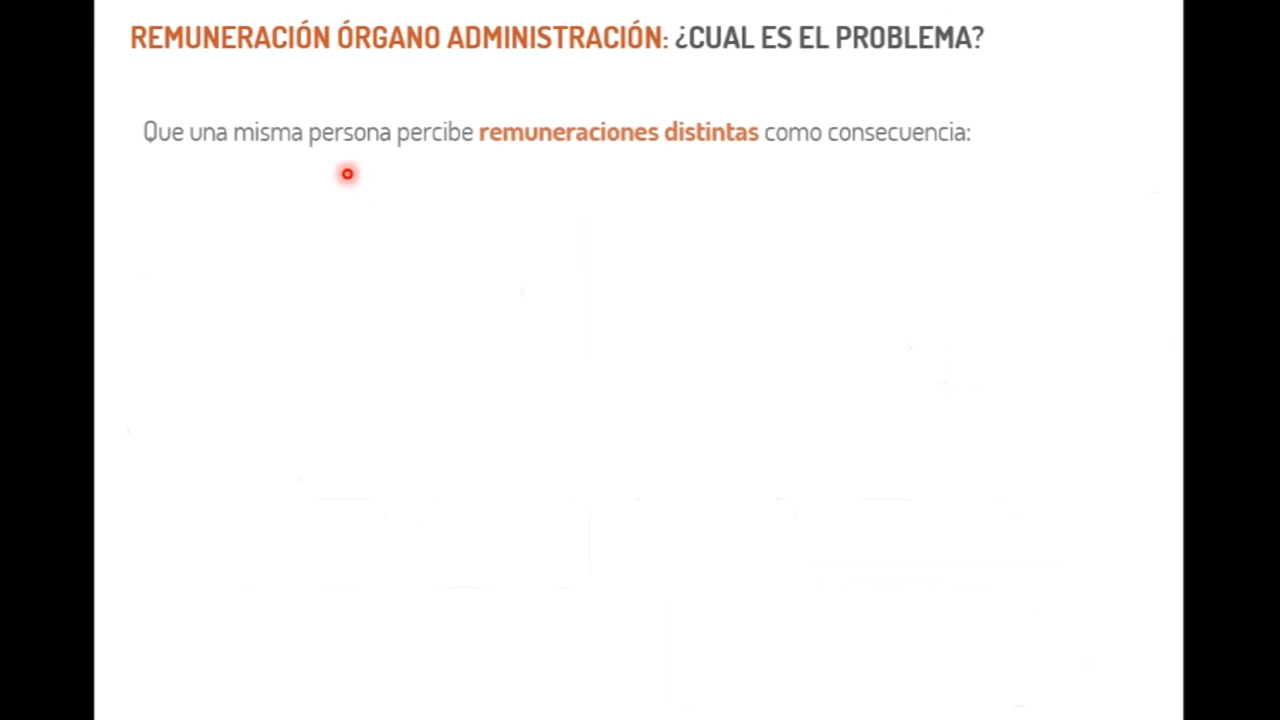 REMUNERACIÓN ÓRGANO ADMINISTRACIÓN: ¿CUAL ES EL PROBLEMA?
Que una misma persona percibe remuneraciones distintas como consecuencia: